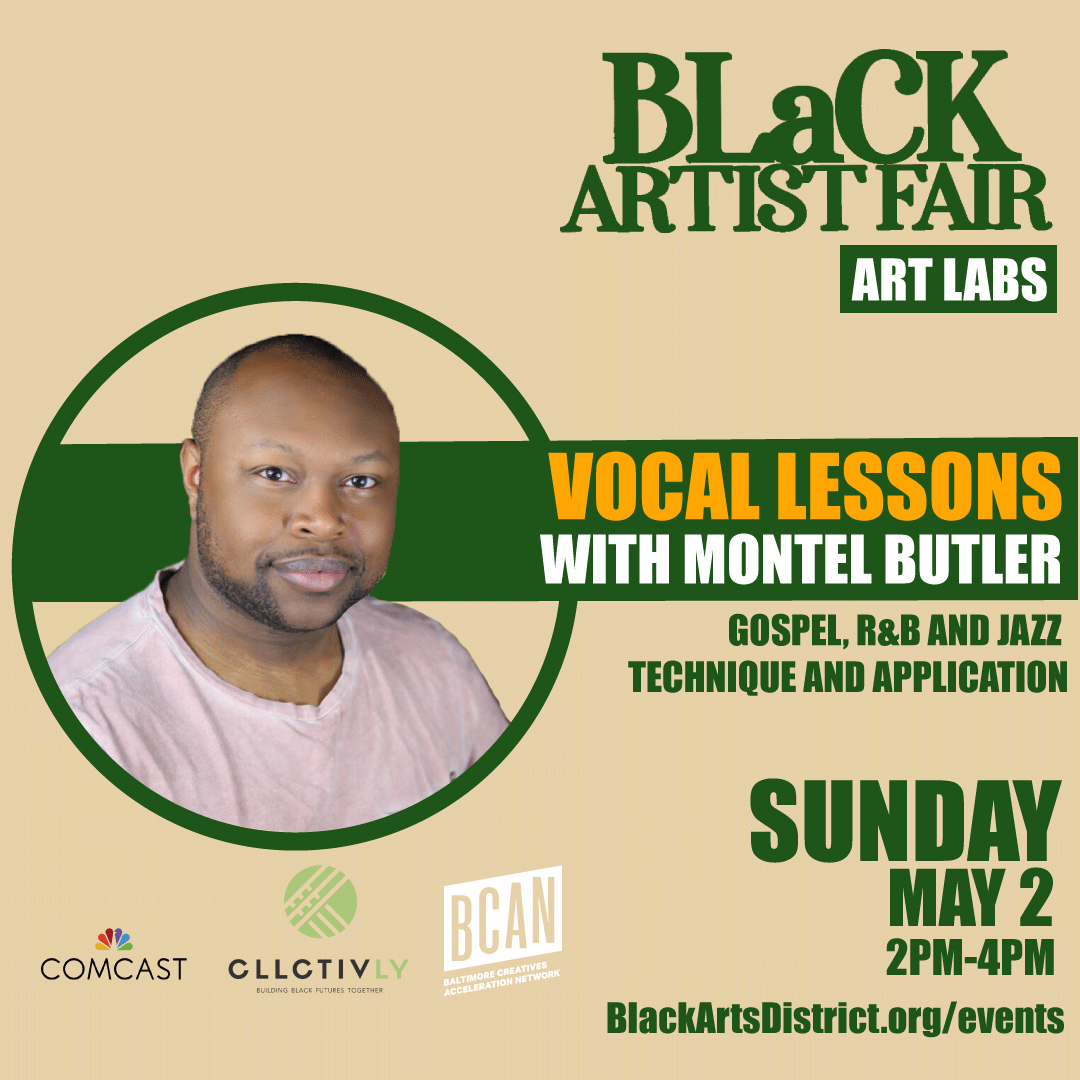 BLaCK
ARTIST FAIR
ART LABS
VOCAL LESSONS
WITH MONTEL BUTLER
GOSPEL, R&B AND JAZZ
TECHNIQUE AND APPLICATION
SUNDAY
MAY 2
2PM-4PM
BlackArtsDistrict.org/events
COMCAST
CLLCTIVLY
BUILDING BLACK FUTURES TOGETHER
BCAN
BALTIMORE CREATIVES
ACCELERATION NETWORK